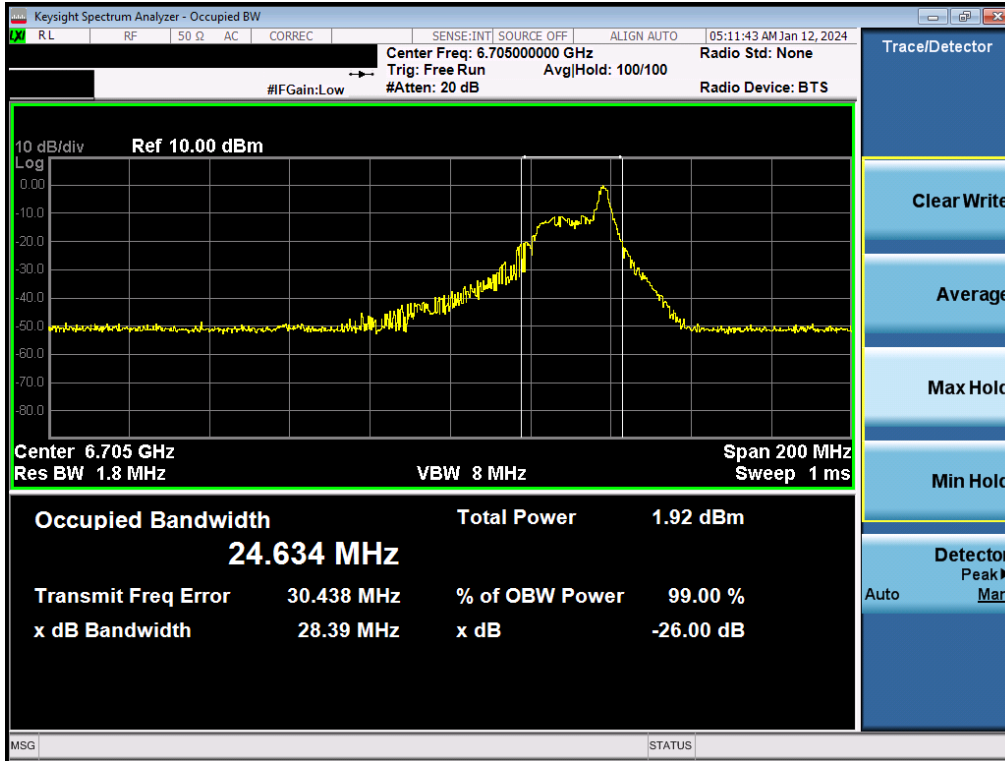 Keysight Spectrum Analyzer - Occupied BW
LXI RL RF 50 Ω AC CORREC SENSE:INT SOURCE OFF ALIGN AUTO 05:11:43 AM Jan 12, 2024
Center Freq: 6.705000000 GHz Radio Std: None
Trig: Free Run Avg|Hold: 100/100
#IFGain:Low #Atten: 20 dB Radio Device: BTS
Trace/Detector
10 dB/div Ref 10.00 dBm
Log
0.00
-10.0
-20.0
-30.0
-40.0
-50.0
-60.0
-70.0
-80.0
Center 6.705 GHz Span 200 MHz
Res BW 1.8 MHz VBW 8 MHz Sweep 1 ms
Occupied Bandwidth Total Power 1.92 dBm
24.634 MHz
Transmit Freq Error 30.438 MHz % of OBW Power 99.00 %
x dB Bandwidth 28.39 MHz x dB -26.00 dB
Clear Write
Average
Max Hold
Min Hold
Detector
Peak
Auto Man
MSG STATUS